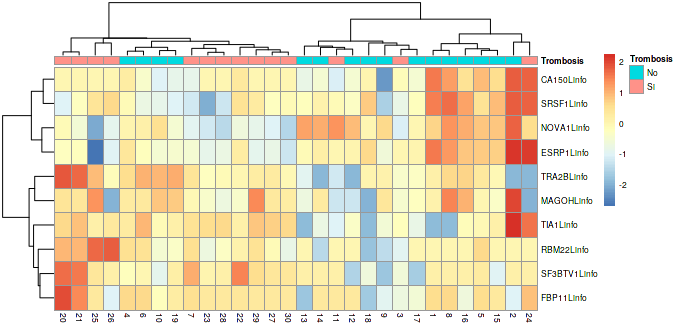 Trombosis
CA150Linfo
SRSF1Linfo
NOVA1Linfo
ESRP1Linfo
TRA2BLinfo
MAGOHLinfo
TIA1Linfo
RBM22Linfo
SF3BTV1Linfo
FBP11Linfo
20 21 25 26 4 6 10 19 7 23 28 22 29 27 30 13 14 11 12 18 9 3 17 1 8 16 5 15 2 24
2
1
0
-1
-2
Trombosis
No
Si